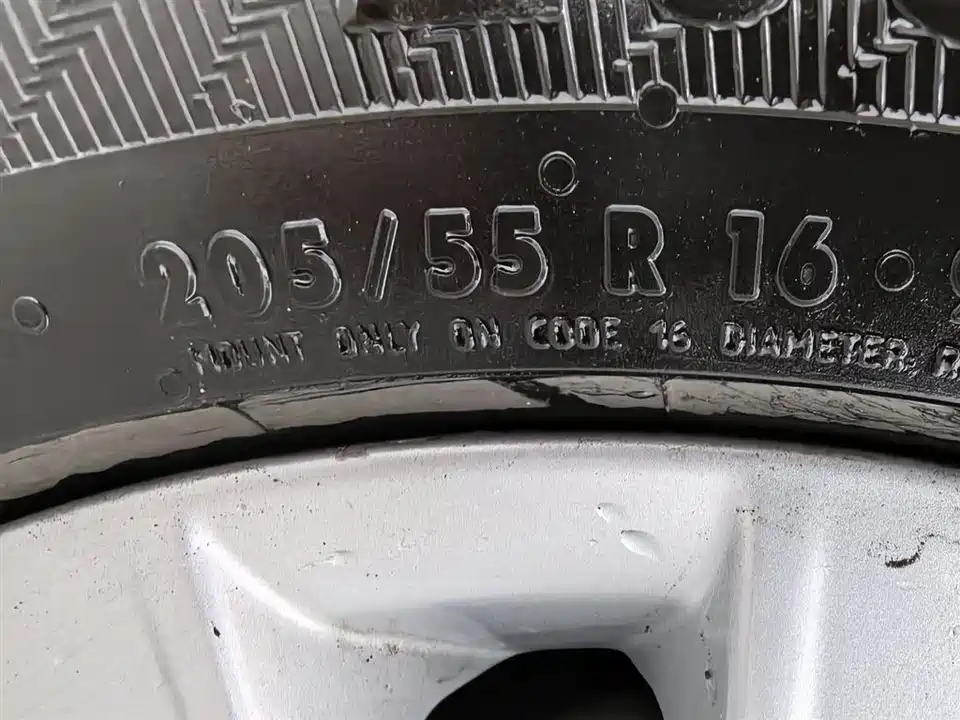 205/55 R 16
MOUNT ONLY ON CODE 16 DIAMETER,